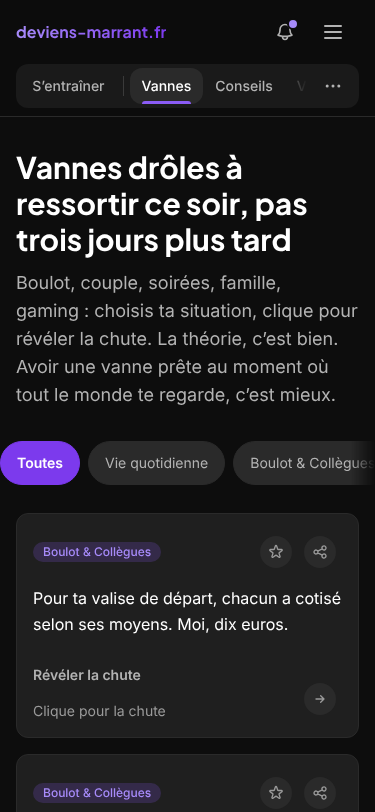 deviens-marrant.fr
S'entraîner
Vannes
Conseils
Vannes drôles à
ressortir ce soir, pas
trois jours plus tard
Boulot, couple, soirées, famille,
gaming : choisis ta situation, clique pour
révéler la chute. La théorie, c'est bien.
Avoir une vanne prête au moment où
tout le monde te regarde, c'est mieux.
Toutes
Vie quotidienne
Boulot & Collègues
Boulot & Collègues
Pour ta valise de départ, chacun a cotisé
selon ses moyens. Moi, dix euros.
Révéler la chute
Clique pour la chute
Boulot & Collègues